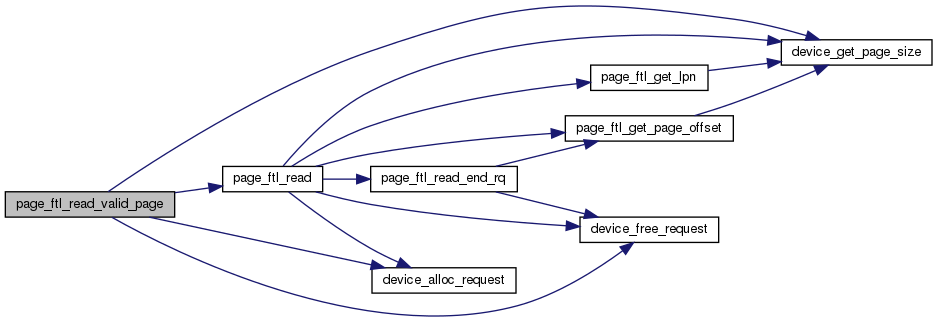 device_get_page_size
page_ftl_get_lpn
page_ftl_get_page_offset
page_ftl_read
page_ftl_read_end_rq
page_ftl_read_valid_page
device_free_request
device_alloc_request